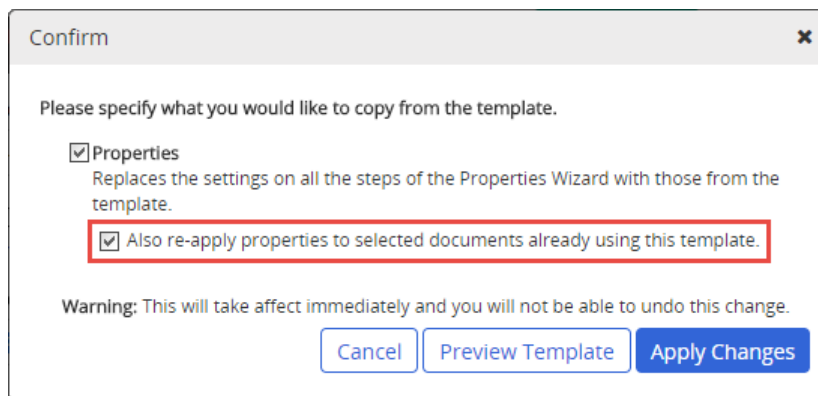 Confirm
Please specify what you would like to copy from the template.
Properties
Replaces the settings on all the steps of the Properties Wizard with those from the
template.
Also re-apply properties to selected documents already using this template.
Warning: This will take affect immediately and you will not be able to undo this change.
Cancel Preview Template Apply Changes